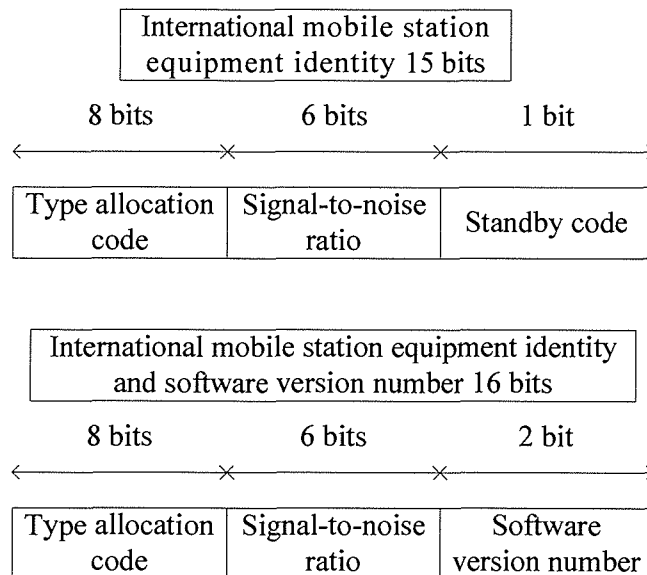 International mobile station
equipment identity 15 bits
8 bits 6 bits 1 bit
Type allocation
code
Signal-to-noise
ratio
Standby code
International mobile station equipment identity
and software version number 16 bits
8 bits 6 bits 2 bit
Type allocation
code
Signal-to-noise
ratio
Software
version number